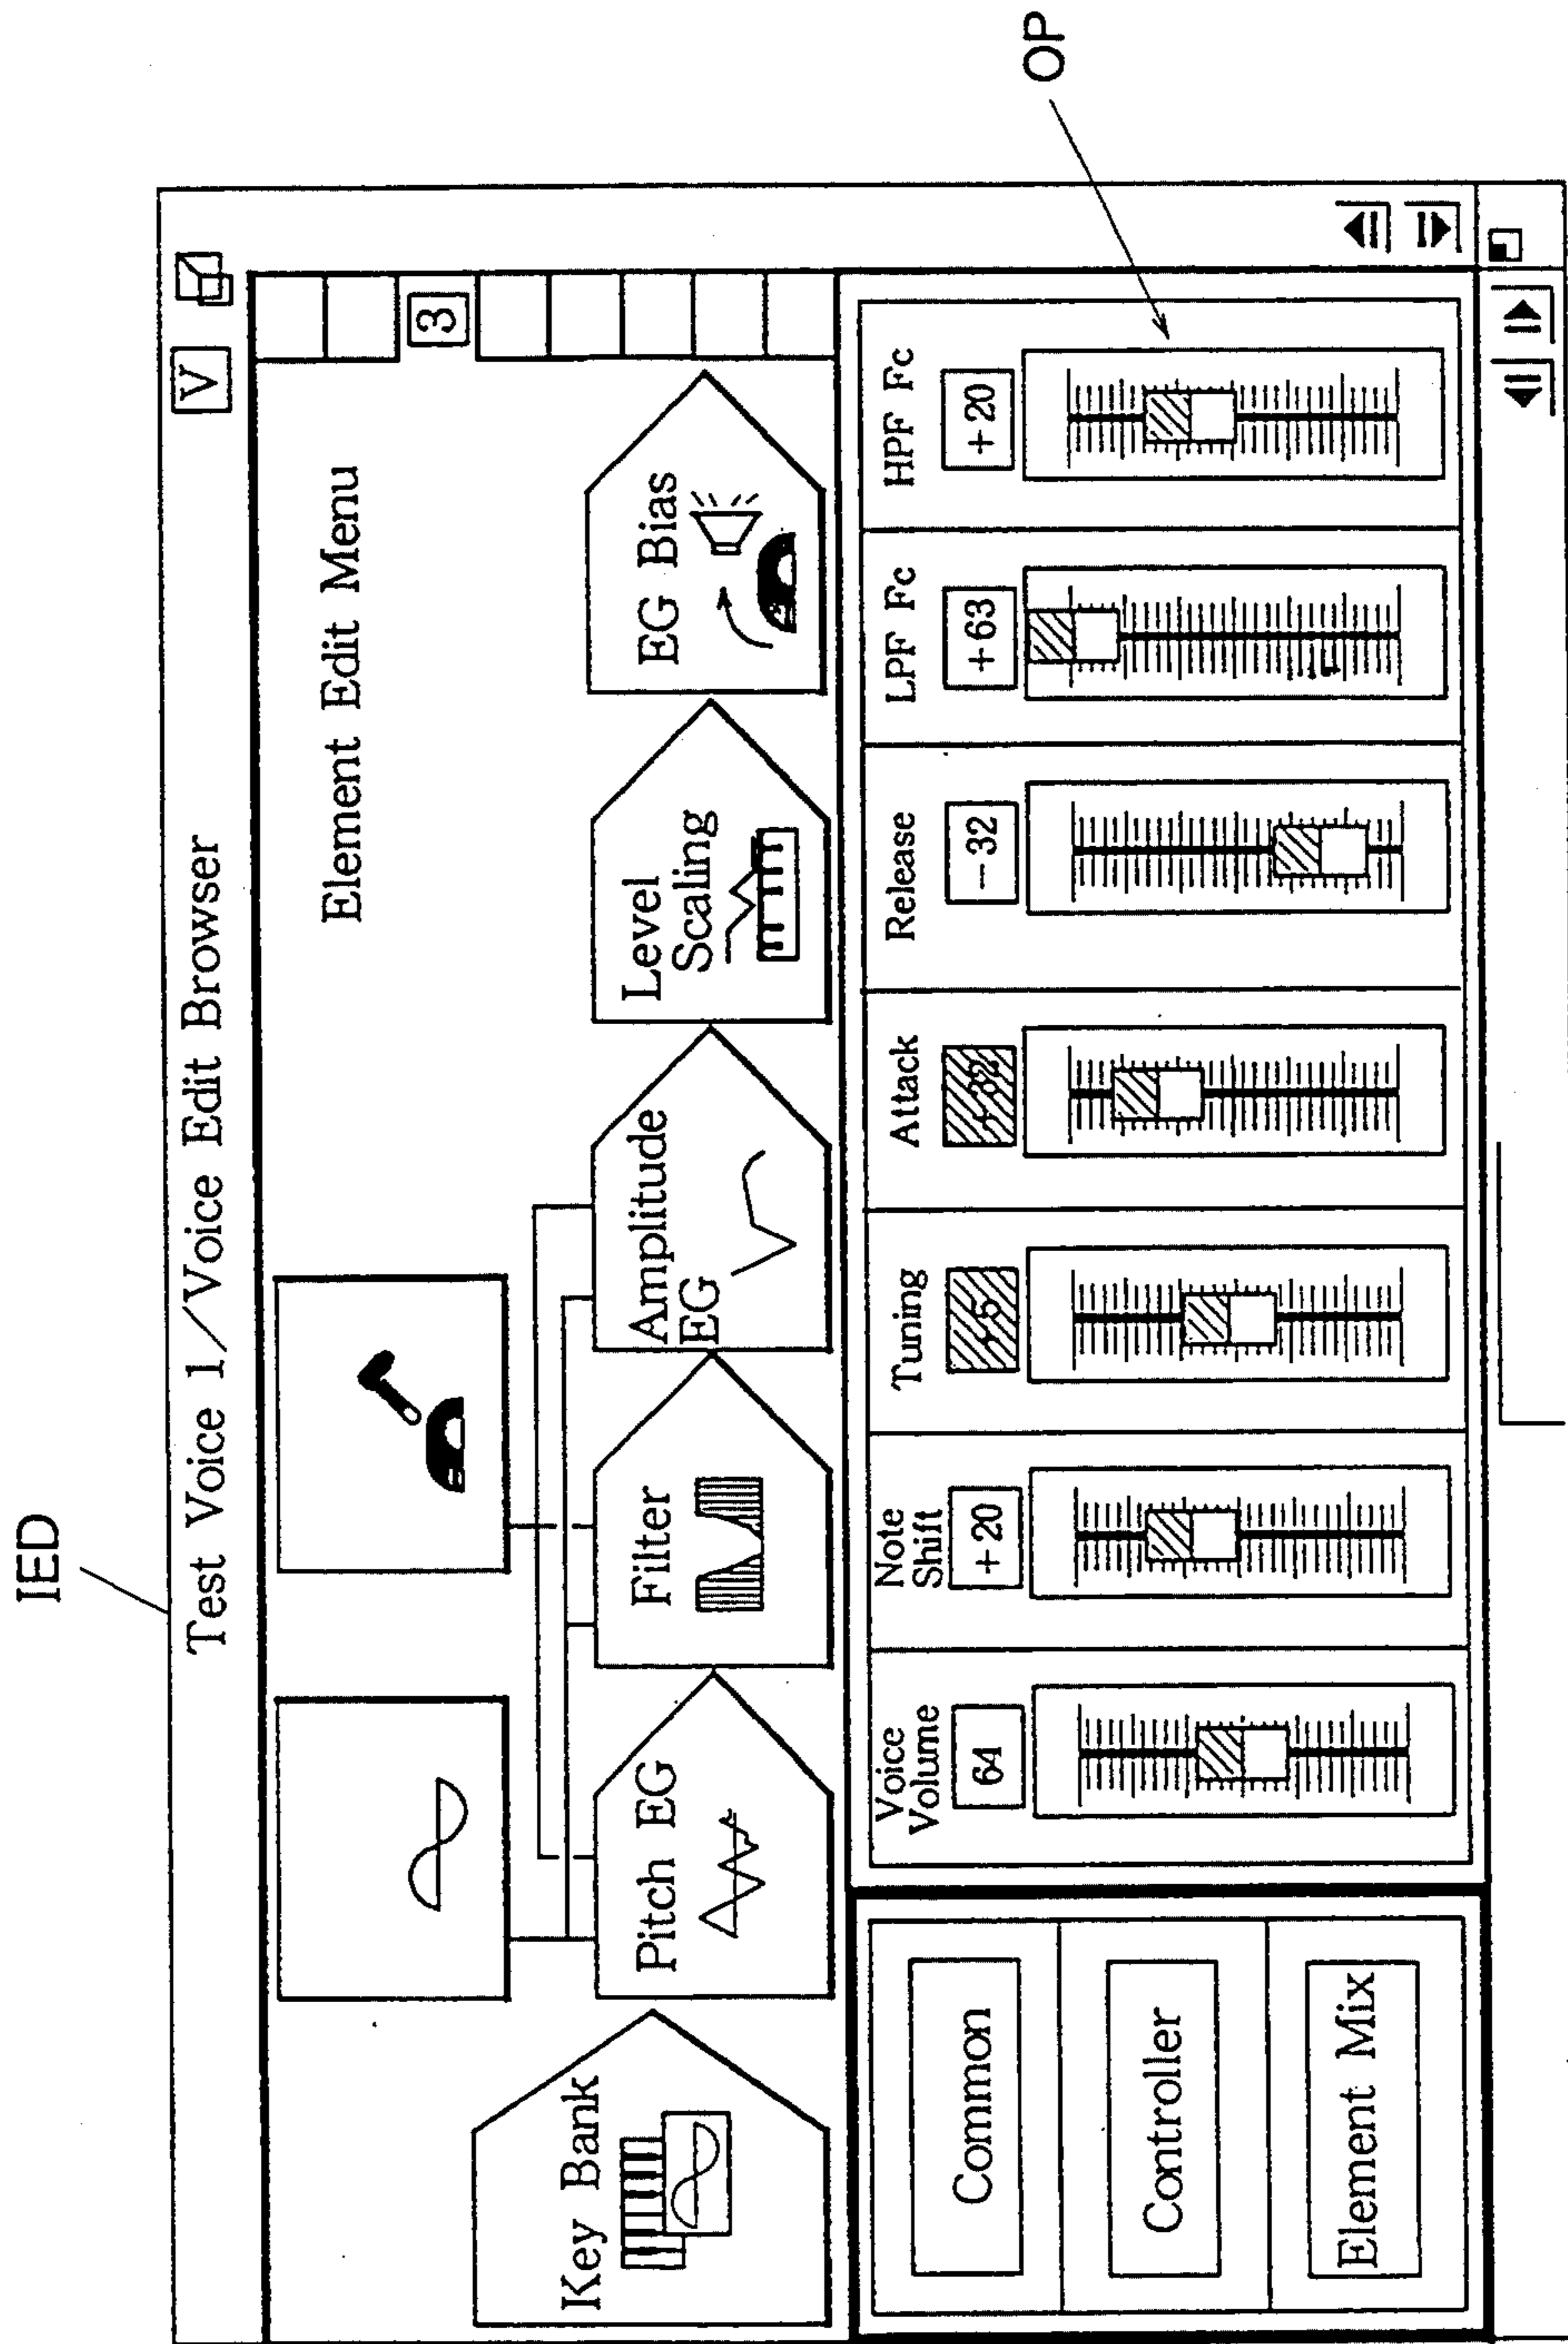 IED
Test Voice 1/Voice Edit Browser
V
Element Edit Menu
3
Key Bank
Pitch EG
Filter
Amplitude
EG
Level
Scaling
EG Bias
Common
Controller
Element Mix
Voice
Volume
64
Note
Shift
+20
Tuning
Attack
Release
-32
LPF Fc
+63
HPF Fc
+20
OP